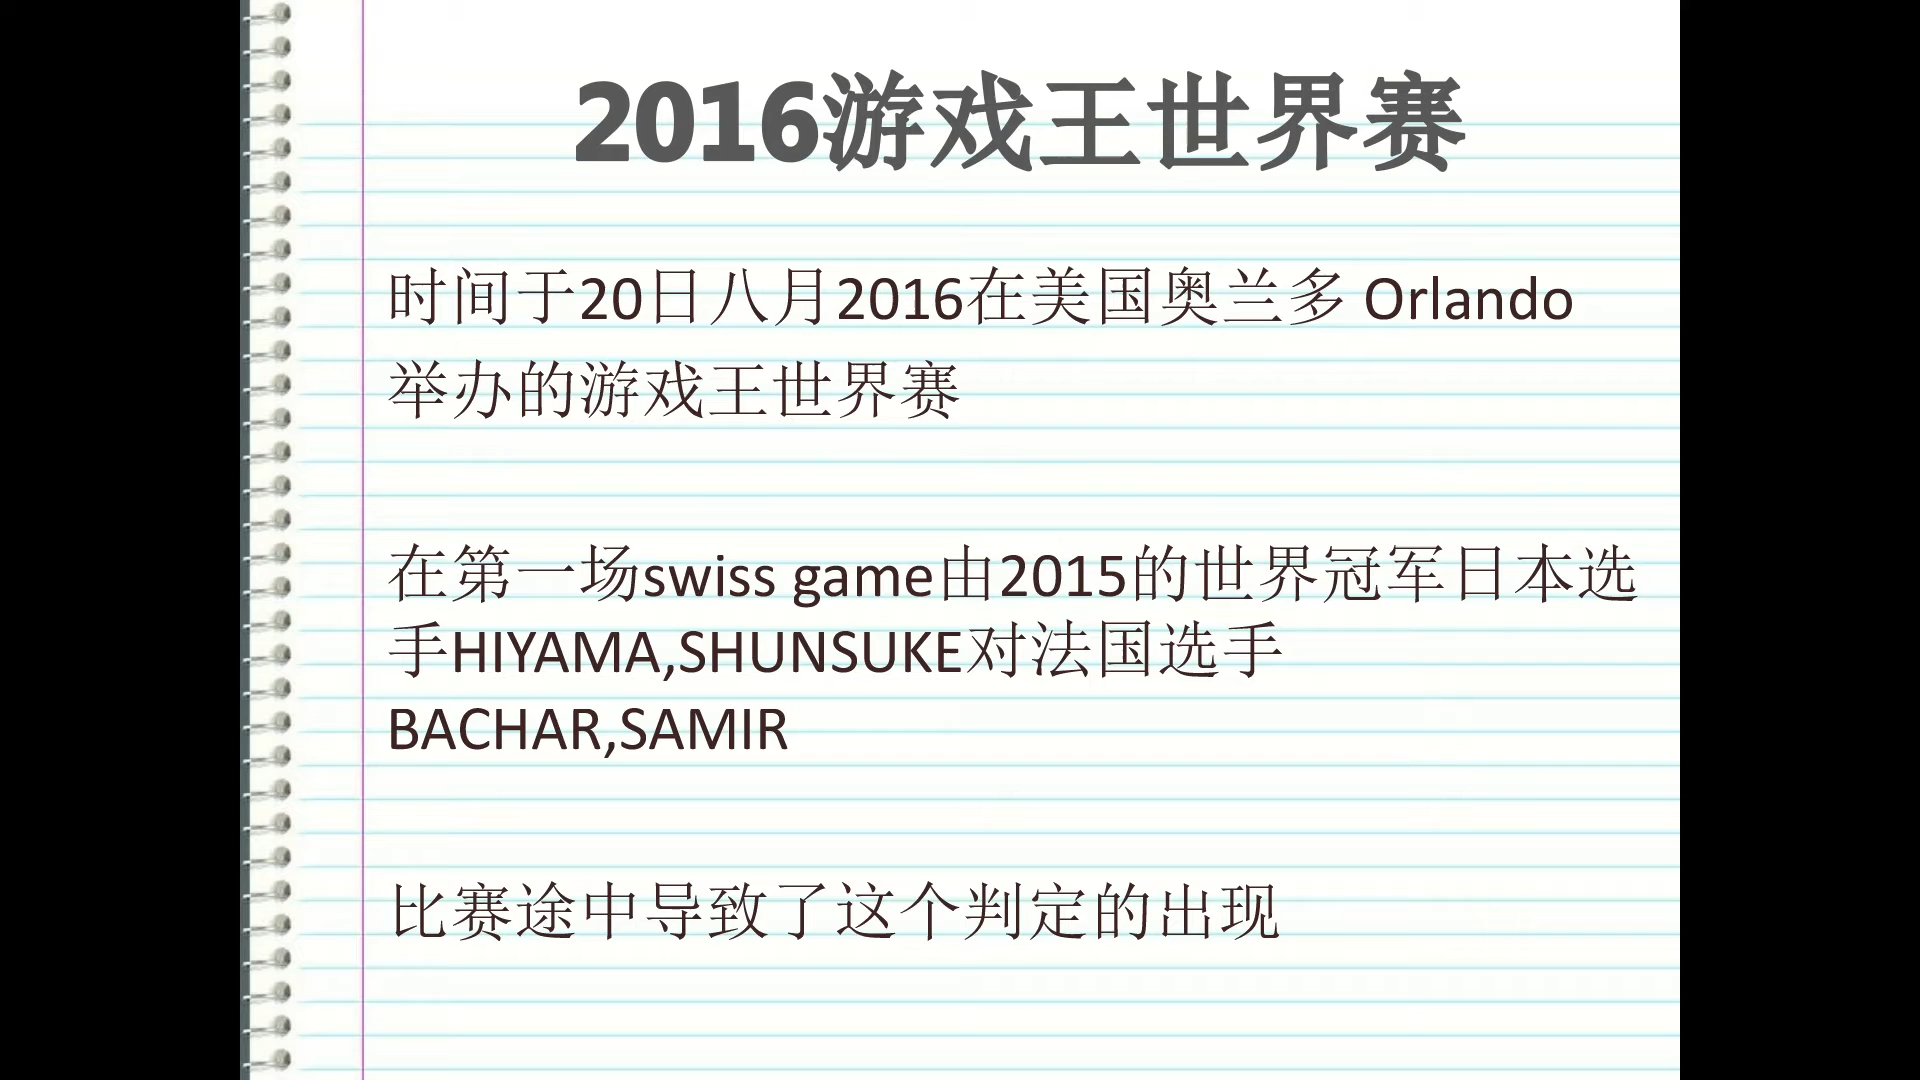 2016游戏王世界赛
时间于20日八月2016在美国奥兰多 Orlando
举办的游戏王世界赛
在第一场swiss game由2015的世界冠军日本选
手HIYAMA,SHUNSUKE对法国选手
BACHAR,SAMIR
比赛途中导致了这个判定的出现